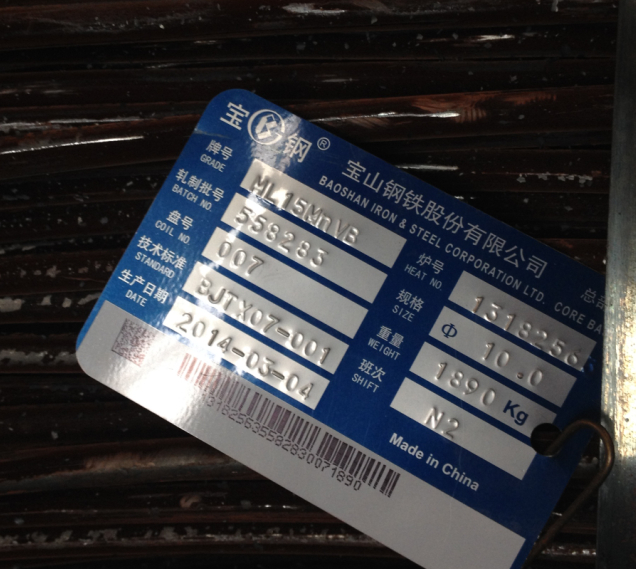 宝 钢®
宝山钢铁股份有限公司
BAOSHAN IRON & STEEL CORPORATION LTD. CORE BA
牌号 ML15MnVB
GRADE
炉号 1318256
HEAT NO.
轧制批号 558283
BATCH NO.
规格 Φ 10.0
SIZE
盘号 007
COIL NO.
重量 1890 Kg
WEIGHT
技术标准 BJTX07-001
STANDARD
班次 N2
SHIFT
生产日期 2014-03-04
DATE
Made in China